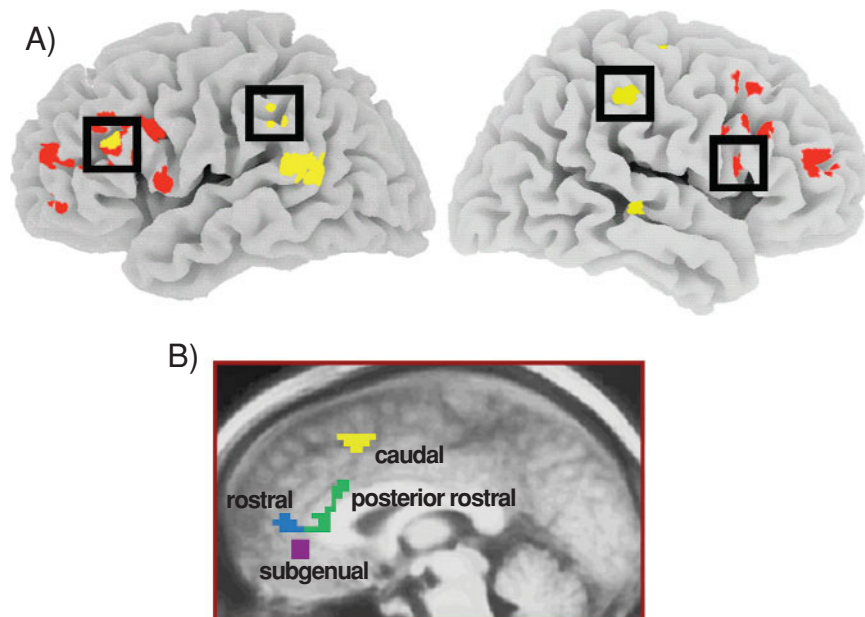 A)
B)
caudal
rostral
posterior rostral
subgenual